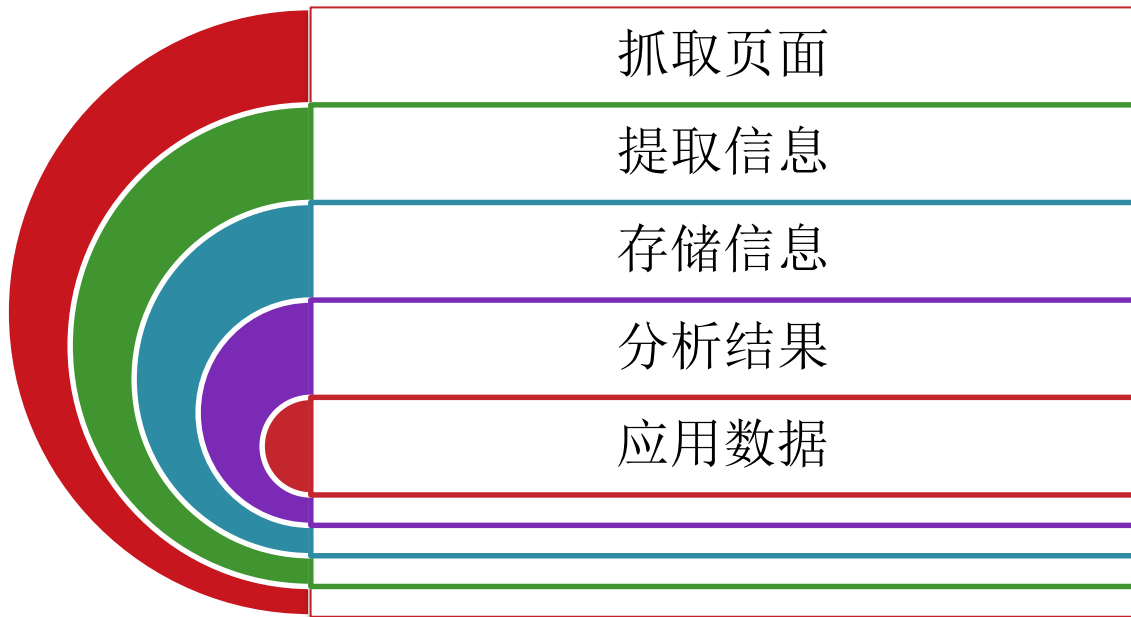 抓取页面
提取信息
存储信息
分析结果
应用数据